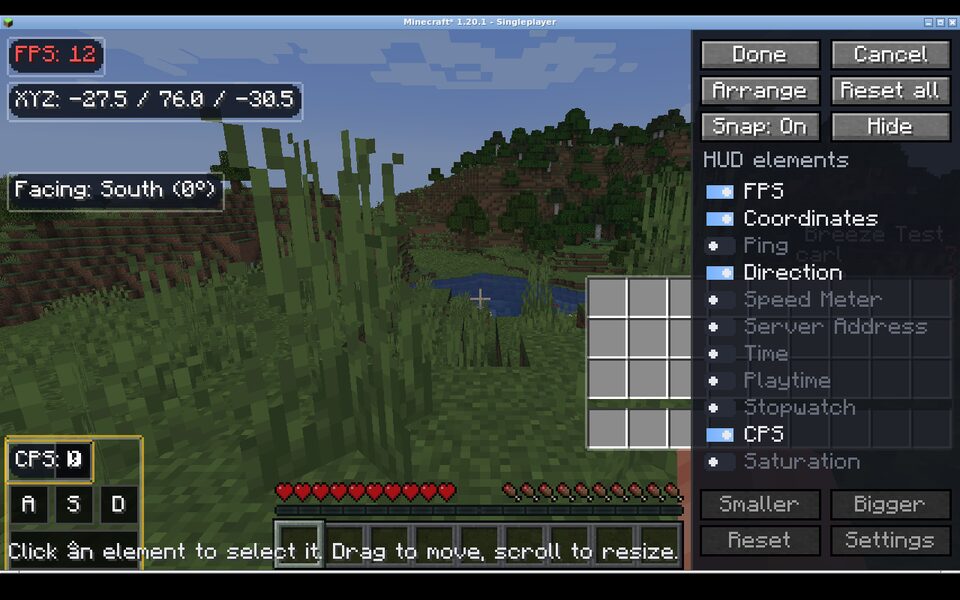 Minecraft* 1.20.1 - Singleplayer
FPS: 12
XYZ: -27.5 / 76.0 / -30.5
Facing: South (0°)
CPS: 0
A S D
Click an element to select it. Drag to move, scroll to resize.
Done Cancel
Arrange Reset all
Snap: On Hide
HUD elements
FPS
Coordinates
Ping
Breeze Test
carl
Direction
Speed Meter
Server Address
Time
Playtime
Stopwatch
CPS
Saturation
Smaller Bigger
Reset Settings